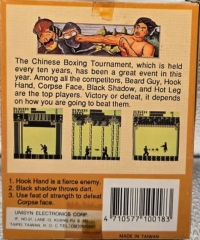 The Chinese Boxing Tournament, which is held
every ten years, has been a great event in this
year. Among all the competitors, Beard Guy, Hook
Hand, Corpse Face, Black Shadow, and Hot Leg
are the top players. Victory or defeat, it depends
on how you are going to beat them.
1. Hook Hand is a fierce enemy.
2. Black shadow throws dart.
3. Use feat of strength to defeat
Corpse face.
UNISYN ELECTRONICS CORP
TAIPEI, TAIWAN, R. O. C.
4 710577 100183
MADE IN TAIWAN